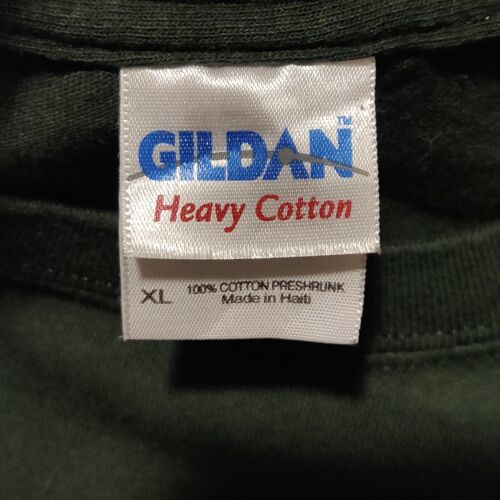 GILDAN™
Heavy Cotton
XL
100% COTTON PRESHRUNK
Made in Haiti